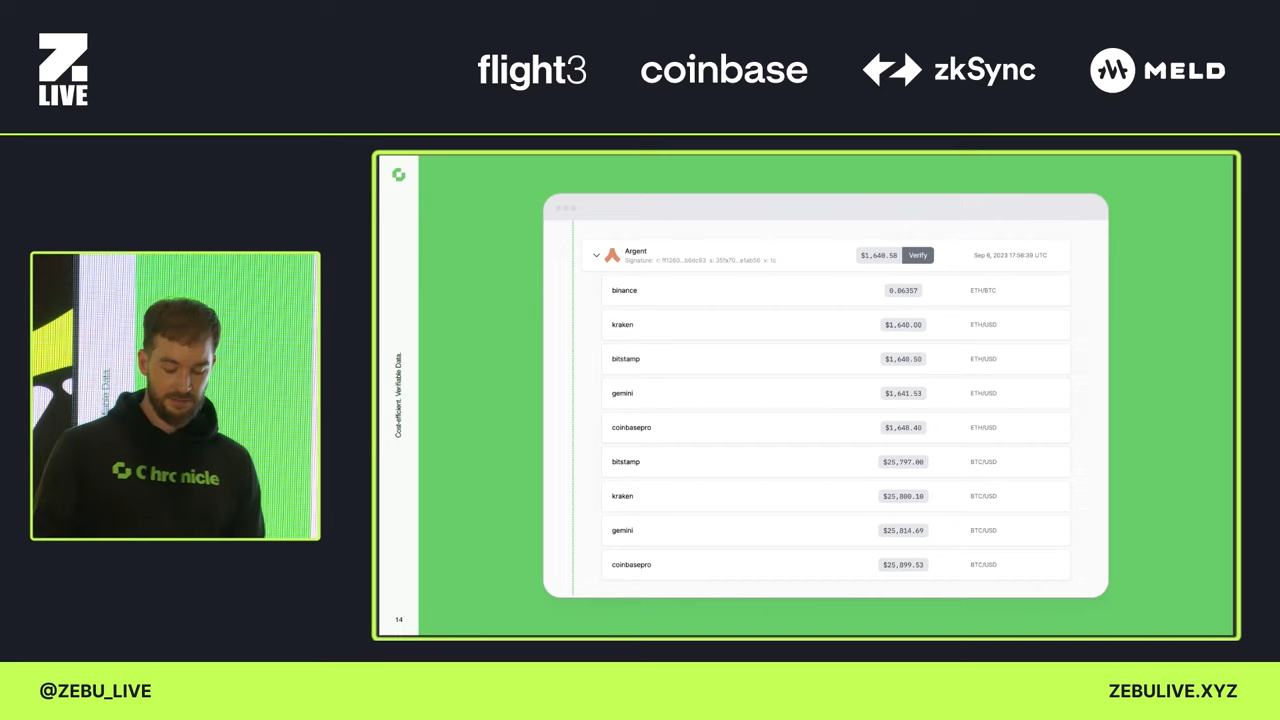 Z
LIVE
flight3
coinbase
zkSync
MELD
Chronicle
Cost-efficient. Verifiable Data.
14
Argent
$1,640.58
Verify
Sep 6, 2023 17:56:39 UTC
binance
0.06357
ETH/BTC
kraken
$1,640.00
ETH/USD
bitstamp
$1,640.50
ETH/USD
gemini
$1,641.53
ETH/USD
coinbasepro
$1,648.40
ETH/USD
bitstamp
$25,797.00
BTC/USD
kraken
$25,800.10
BTC/USD
gemini
$25,814.69
BTC/USD
coinbasepro
$25,899.53
BTC/USD
@ZEBU_LIVE
ZEBULIVE.XYZ